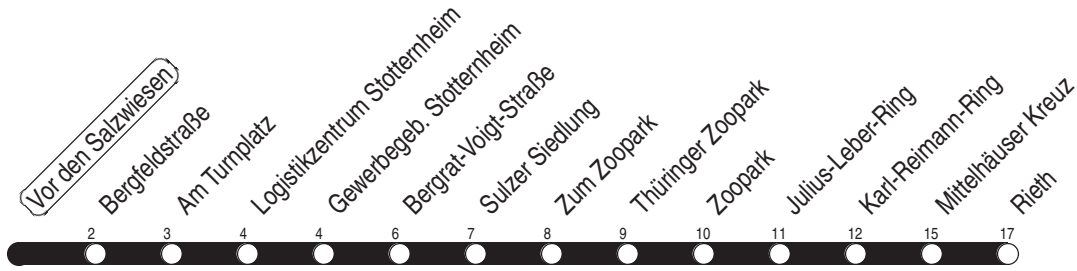 Vor den Salzwiesen
Bergfeldstraße
Am Turnplatz
Logistikzentrum Stotternheim
Gewerbegeb. Stotternheim
Bergrat-Voigt-Straße
Sulzer Siedlung
Zum Zoopark
Thüringer Zoopark
Zoopark
Julius-Leber-Ring
Karl-Reimann-Ring
Mittelhäuser Kreuz
Rieth
2 3 4 4 6 7 8 9 10 11 12 15 17